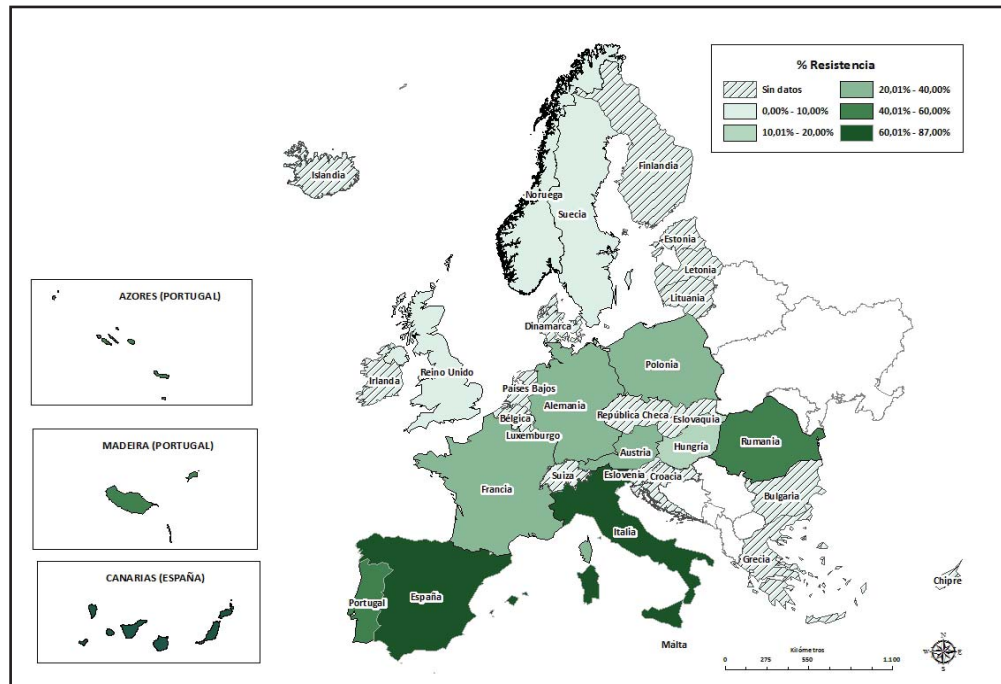 % Resistencia
Sin datos
0,00% - 10,00%
10,01% - 20,00%
20,01% - 40,00%
40,01% - 60,00%
60,01% - 87,00%
Islandia
Finlandia
Noruega
Suecia
Estonia
Letonia
Lituania
Dinamarca
Irlanda
Reino Unido
Países Bajos
Polonia
Alemania
Bélgica
Luxemburgo
República Checa
Eslovaquia
Austria
Hungría
Rumania
Francia
Suiza
Eslovenia
Croacia
Bulgaria
Italia
Grecia
Chipre
Portugal
España
Malta
AZORES (PORTUGAL)
MADEIRA (PORTUGAL)
CANARIAS (ESPAÑA)
Kilómetros
0 275 550 1.100
N
O E
S